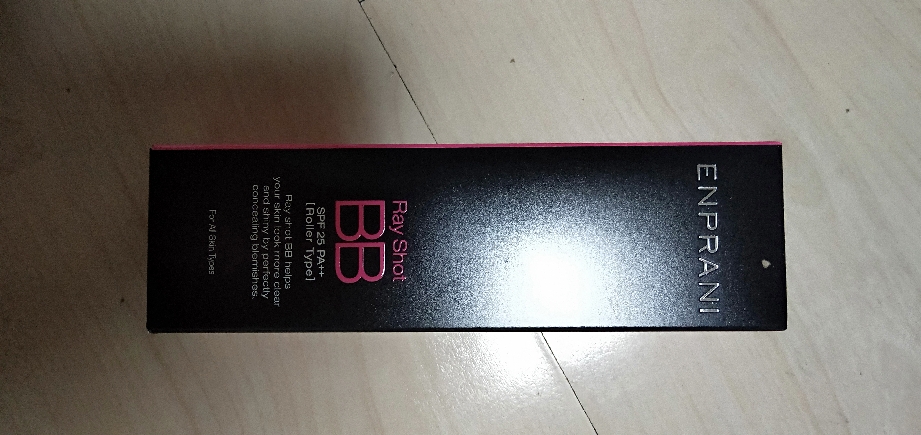 ENPRANI
Ray Shot
BB
SPF 25 PA++
[Roller Type]
Ray shot BB helps
your skin look more clear
and shiny by perfectly
concealing blemishes.
For All Skin Types